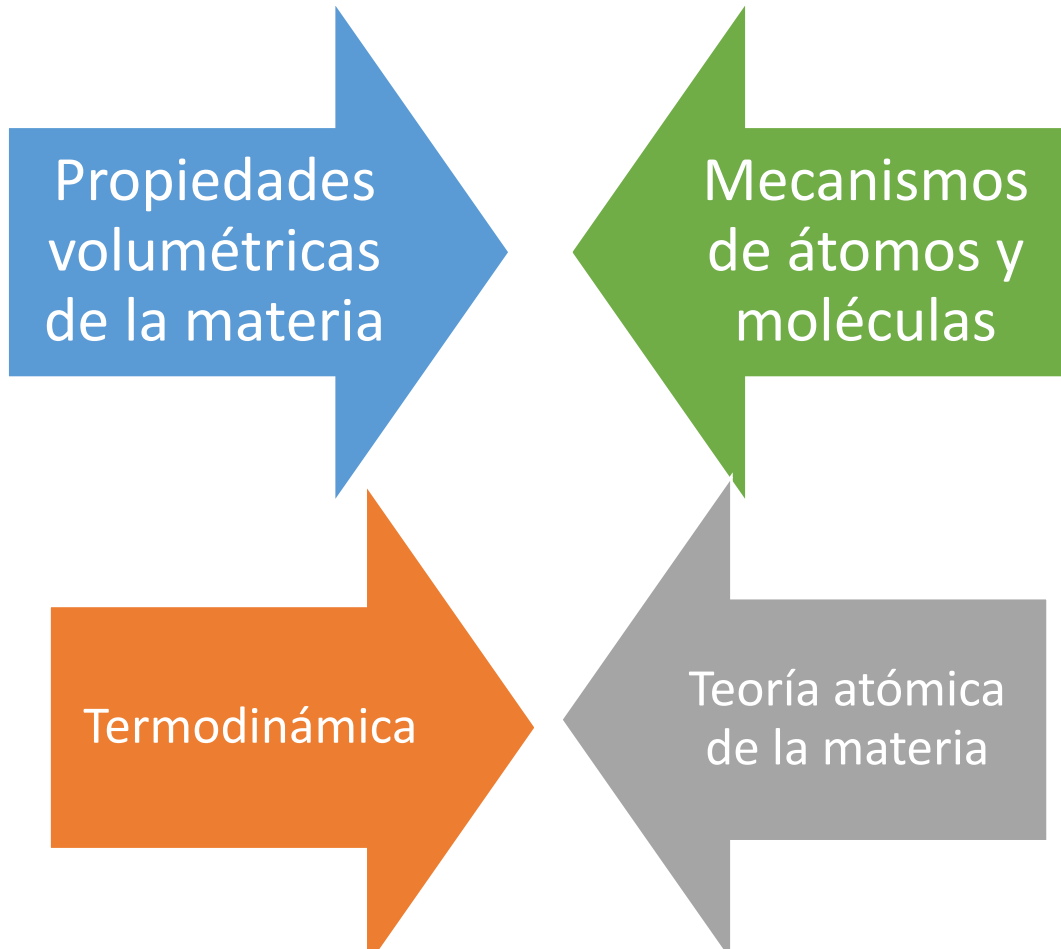 Propiedades
volumétricas
de la materia
Mecanismos
de átomos y
moléculas
Termodinámica
Teoría atómica
de la materia